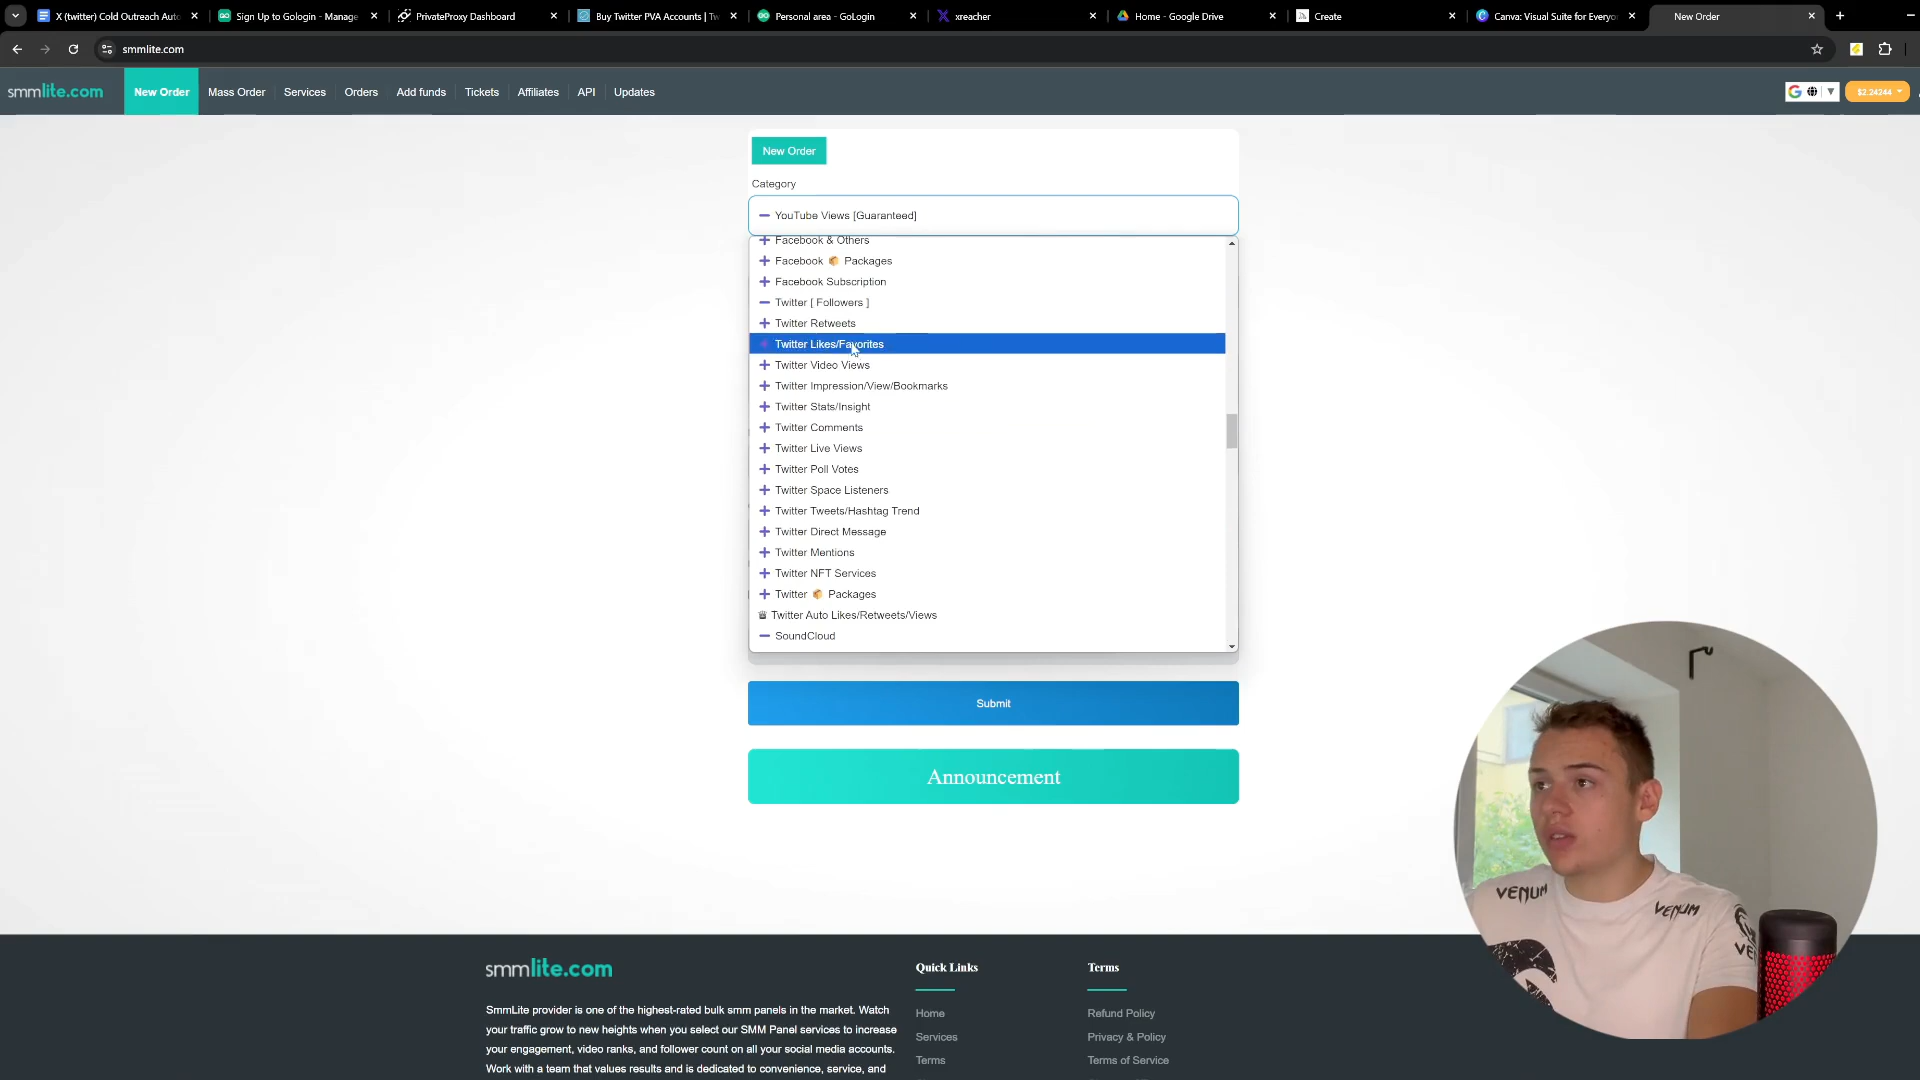 X (twitter) Cold Outreach Auto
Sign Up to Gologin - Manage
PrivateProxy Dashboard
Buy Twitter PVA Accounts | Tw
Personal area - GoLogin
xreacher
Home - Google Drive
Create
Canva: Visual Suite for Everyo
New Order
smmlite.com
smmlite.com
New Order
Mass Order
Services
Orders
Add funds
Tickets
Affiliates
API
Updates
$2.24244
New Order
Category
YouTube Views [Guaranteed]
Facebook & Others
Facebook 📦 Packages
Facebook Subscription
Twitter [ Followers ]
Twitter Retweets
Twitter Likes/Favorites
Twitter Video Views
Twitter Impression/View/Bookmarks
Twitter Stats/Insight
Twitter Comments
Twitter Live Views
Twitter Poll Votes
Twitter Space Listeners
Twitter Tweets/Hashtag Trend
Twitter Direct Message
Twitter Mentions
Twitter NFT Services
Twitter 📦 Packages
Twitter Auto Likes/Retweets/Views
SoundCloud
Submit
Announcement
VENUM
VENUM
smmlite.com
SmmLite provider is one of the highest-rated bulk smm panels in the market. Watch
your traffic grow to new heights when you select our SMM Panel services to increase
your engagement, video ranks, and follower count on all your social media accounts.
Work with a team that values results and is dedicated to convenience, service, and
Quick Links
Home
Services
Terms
Terms
Refund Policy
Privacy & Policy
Terms of Service